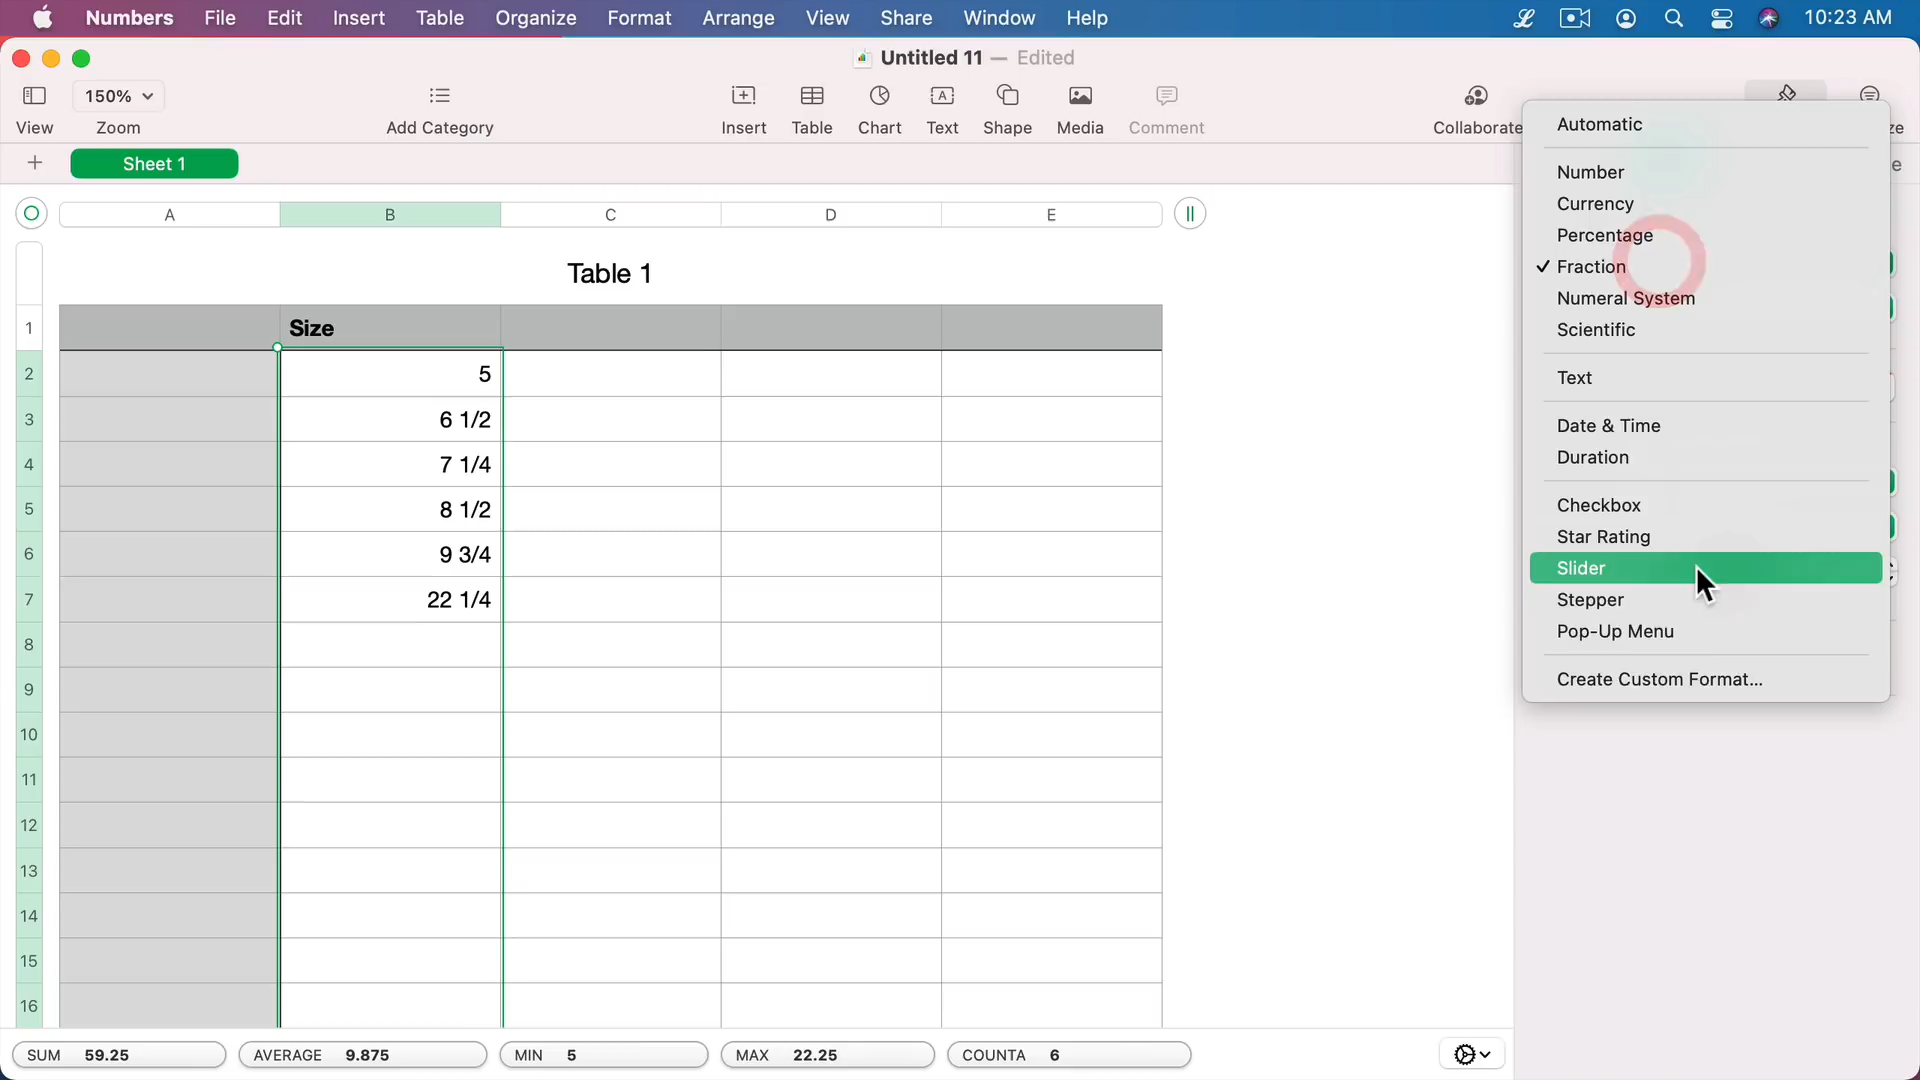 Numbers File Edit Insert Table Organize Format Arrange View Share Window Help 10:23 AM
Untitled 11 — Edited
150%
View Zoom Add Category Insert Table Chart Text Shape Media Comment Collaborate ze
Sheet 1 e
A B C D E
Table 1
1 Size
2 5
3 6 1/2
4 7 1/4
5 8 1/2
6 9 3/4
7 22 1/4
8
9
10
11
12
13
14
15
16
Automatic
Number
Currency
Percentage
✓ Fraction
Numeral System
Scientific
Text
Date & Time
Duration
Checkbox
Star Rating
Slider
Stepper
Pop-Up Menu
Create Custom Format...
SUM 59.25 AVERAGE 9.875 MIN 5 MAX 22.25 COUNTA 6